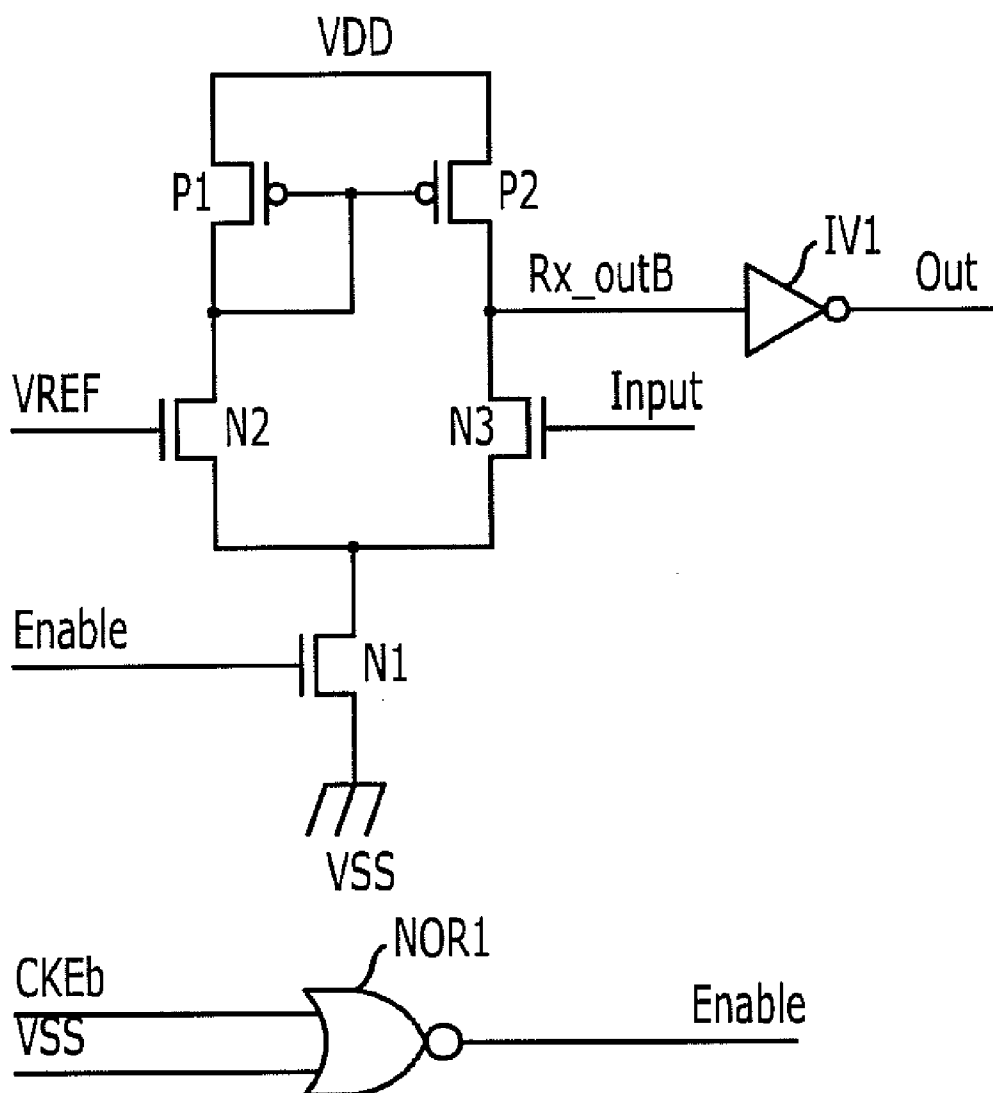 VDD
P1
P2
IV1
Rx_outB
Out
VREF
N2
N3
Input
Enable
N1
VSS
NOR1
CKEb
VSS
Enable